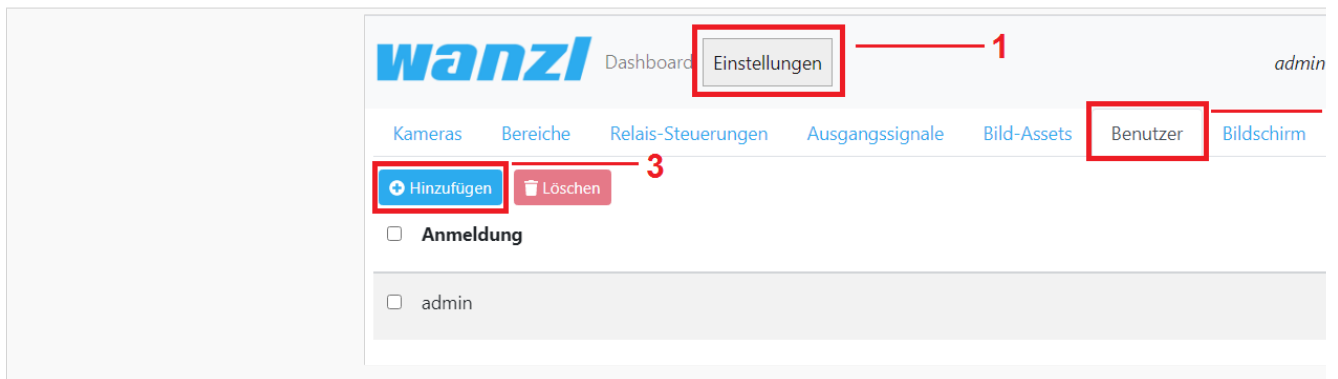 wanzl Dashboard Einstellungen 1 admin
Kameras Bereiche Relais-Steuerungen Ausgangssignale Bild-Assets Benutzer Bildschirm
Hinzufügen Löschen 3
Anmeldung
admin